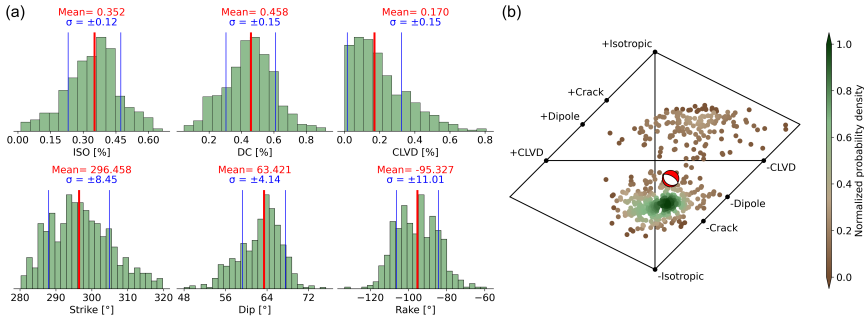 (a)
Mean= 0.352
σ = ±0.12
0.00 0.15 0.30 0.45 0.60
ISO [%]
Mean= 0.458
σ = ±0.15
0.2 0.4 0.6 0.8
DC [%]
Mean= 0.170
σ = ±0.15
0.0 0.2 0.4 0.6 0.8
CLVD [%]
Mean= 296.458
σ = ±8.45
280 290 300 310 320
Strike [°]
Mean= 63.421
σ = ±4.14
48 56 64 72
Dip [°]
Mean= -95.327
σ = ±11.01
−120 −100 −80 −60
Rake [°]
(b)
+Isotropic
+Crack
+Dipole
+CLVD
-CLVD
-Dipole
-Crack
-Isotropic
1.0
0.8
0.6
0.4
0.2
0.0
Normalized probability density